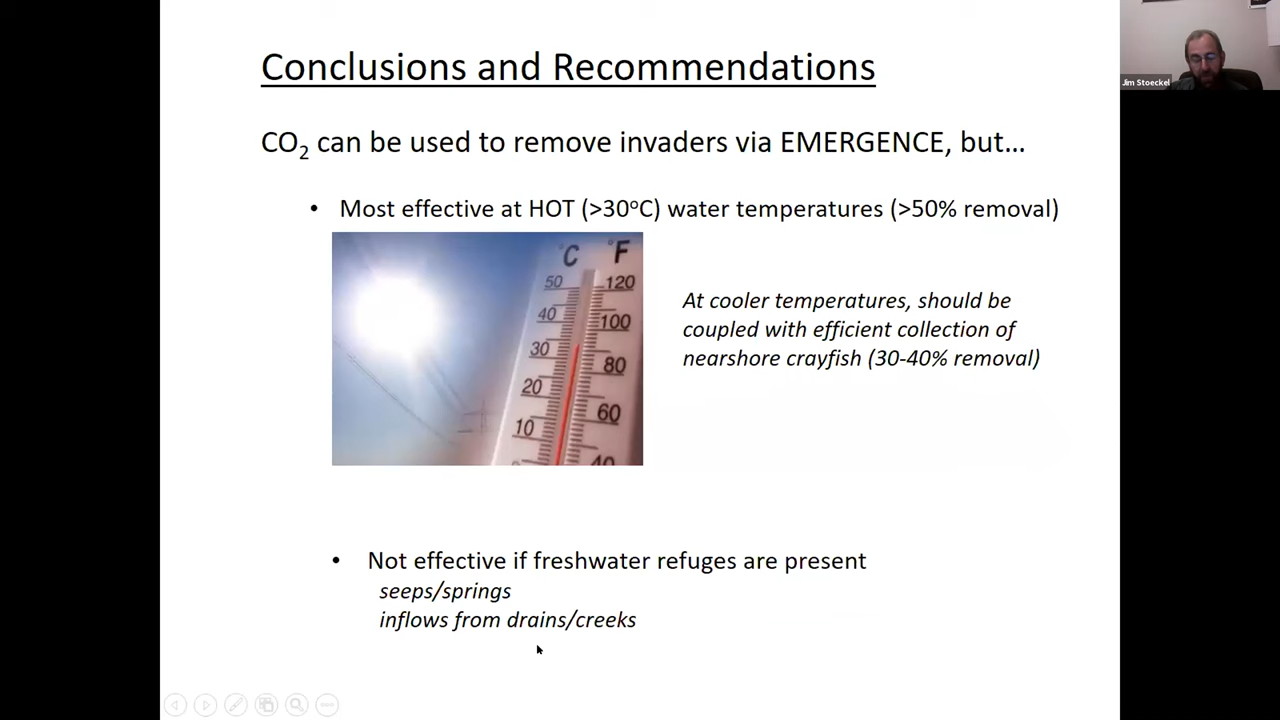 Conclusions and Recommendations
Jim Stoeckel
CO₂ can be used to remove invaders via EMERGENCE, but...
• Most effective at HOT (>30°C) water temperatures (>50% removal)
°C °F
50 120
40 100
30 80
20 60
10 40
At cooler temperatures, should be
coupled with efficient collection of
nearshore crayfish (30-40% removal)
• Not effective if freshwater refuges are present
seeps/springs
inflows from drains/creeks